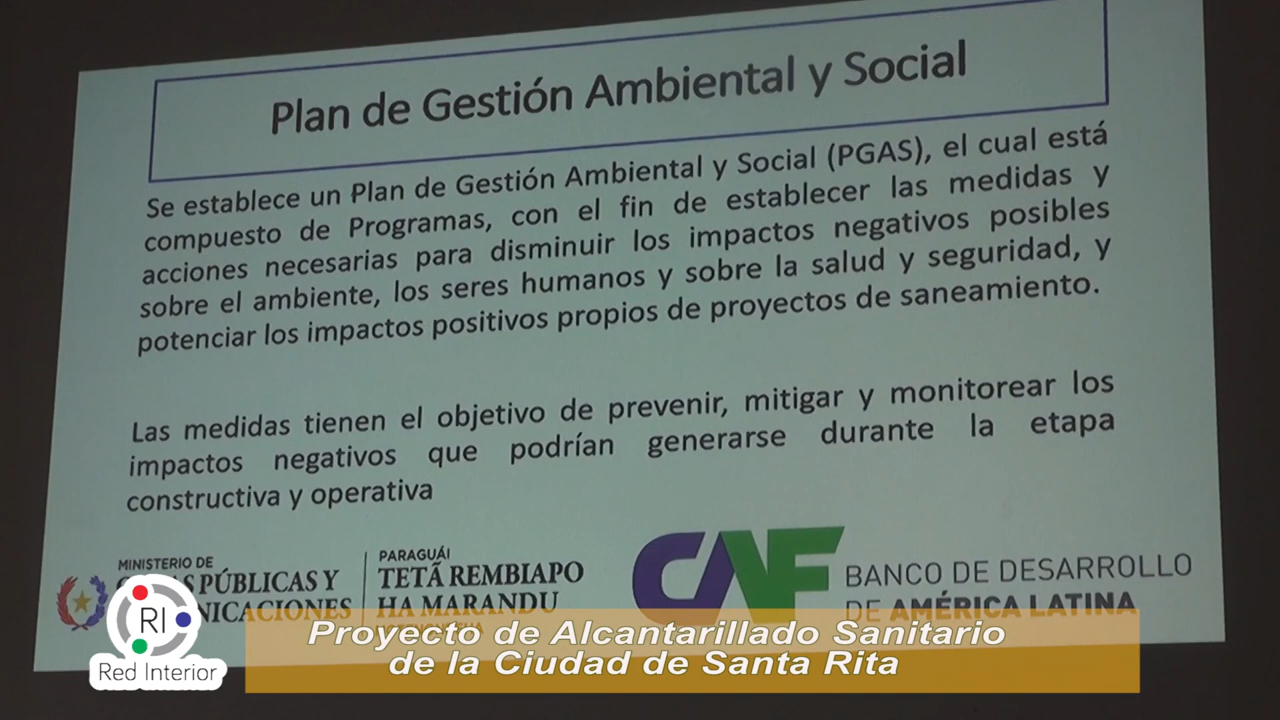 Plan de Gestión Ambiental y Social
Se establece un Plan de Gestión Ambiental y Social (PGAS), el cual está
compuesto de Programas, con el fin de establecer las medidas y
acciones necesarias para disminuir los impactos negativos posibles
sobre el ambiente, los seres humanos y sobre la salud y seguridad, y
potenciar los impactos positivos propios de proyectos de saneamiento.
Las medidas tienen el objetivo de prevenir, mitigar y monitorear los
impactos negativos que podrían generarse durante la etapa
constructiva y operativa
MINISTERIO DE
PÚBLICAS Y
PARAGUÁI
TETÃ REMBIAPO
HA MARANDU
CAF
BANCO DE DESARROLLO
DE AMÉRICA LATINA
RI
Red Interior
Proyecto de Alcantarillado Sanitario
de la Ciudad de Santa Rita